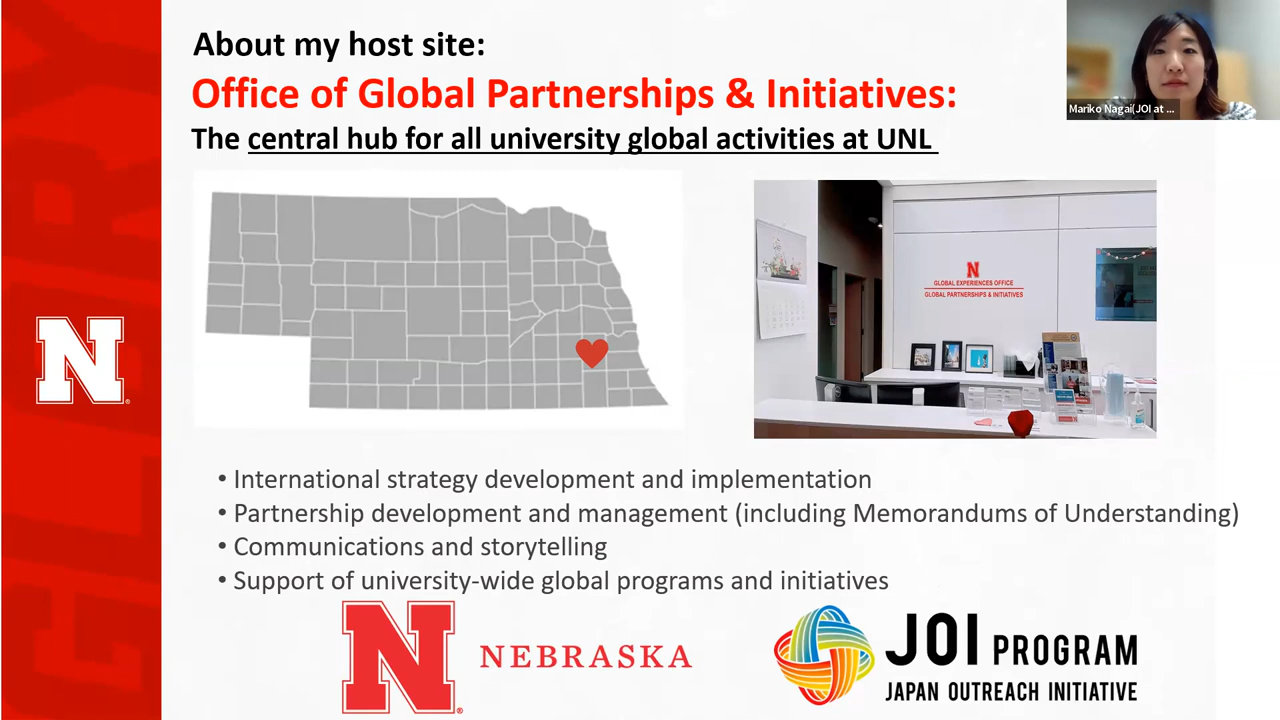 About my host site:
Office of Global Partnerships & Initiatives:
The central hub for all university global activities at UNL
Mariko Nagai(JOI at ...
GLORY
N
N
GLOBAL EXPERIENCES OFFICE
GLOBAL PARTNERSHIPS & INITIATIVES
• International strategy development and implementation
• Partnership development and management (including Memorandums of Understanding)
• Communications and storytelling
• Support of university-wide global programs and initiatives
N NEBRASKA
JOI PROGRAM
JAPAN OUTREACH INITIATIVE